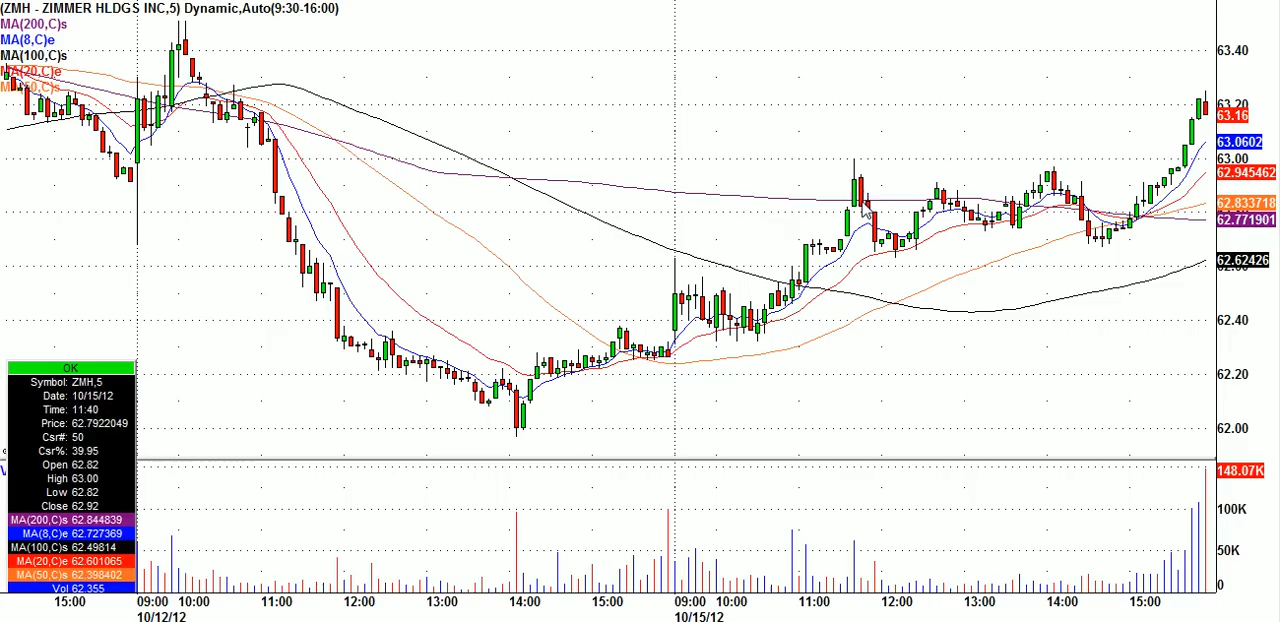 (ZMH - ZIMMER HLDGS INC,5) Dynamic,Auto(9:30-16:00)
MA(200,C)s
MA(8,C)e
MA(100,C)s
MA(20,C)e
MA(50,C)s
63.40
63.20
63.16
63.0602
63.00
62.945462
62.833718
62.771901
62.62426
62.40
62.20
62.00
OK
Symbol: ZMH,5
Date: 10/15/12
Time: 11:40
Price: 62.7922049
Csr#: 50
Csr%: 39.95
Open 62.82
High 63.00
Low 62.82
Close 62.92
MA(200,C)s 62.844839
MA(8,C)e 62.727369
MA(100,C)s 62.49814
MA(20,C)e 62.601065
MA(50,C)s 62.398402
Vol 62.355
148.07K
100K
50K
0
15:00 09:00 10:00 11:00 12:00 13:00 14:00 15:00 09:00 10:00 11:00 12:00 13:00 14:00 15:00
10/12/12 10/15/12